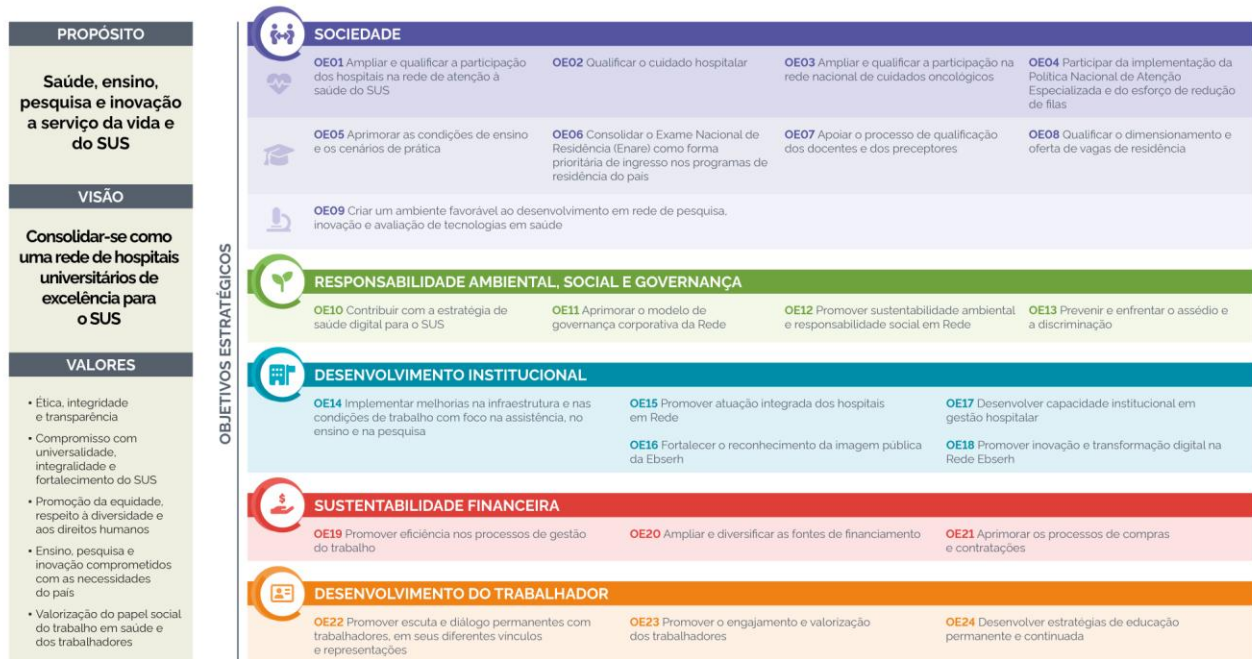 PROPÓSITO
Saúde, ensino,
pesquisa e inovação
a serviço da vida e
do SUS
VISÃO
Consolidar-se como
uma rede de hospitais
universitários de
excelência para
o SUS
VALORES
• Ética, integridade
e transparência
• Compromisso com
universalidade,
integralidade e
fortalecimento do SUS
• Promoção da equidade,
respeito à diversidade e
aos direitos humanos
• Ensino, pesquisa e
inovação comprometidos
com as necessidades
do país
• Valorização do papel social
do trabalho em saúde e
dos trabalhadores
OBJETIVOS ESTRATÉGICOS
SOCIEDADE
OE01 Ampliar e qualificar a participação
dos hospitais na rede de atenção à
saúde do SUS
OE02 Qualificar o cuidado hospitalar
OE03 Ampliar e qualificar a participação na
rede nacional de cuidados oncológicos
OE04 Participar da implementação da
Política Nacional de Atenção
Especializada e do esforço de redução
de filas
OE05 Aprimorar as condições de ensino
e os cenários de prática
OE06 Consolidar o Exame Nacional de
Residência (Enare) como forma
prioritária de ingresso nos programas de
residência do país
OE07 Apoiar o processo de qualificação
dos docentes e dos preceptores
OE08 Qualificar o dimensionamento e
oferta de vagas de residência
OE09 Criar um ambiente favorável ao desenvolvimento em rede de pesquisa,
inovação e avaliação de tecnologias em saúde
RESPONSABILIDADE AMBIENTAL, SOCIAL E GOVERNANÇA
OE10 Contribuir com a estratégia de
saúde digital para o SUS
OE11 Aprimorar o modelo de
governança corporativa da Rede
OE12 Promover sustentabilidade ambiental
e responsabilidade social em Rede
OE13 Prevenir e enfrentar o assédio e
a discriminação
DESENVOLVIMENTO INSTITUCIONAL
OE14 Implementar melhorias na infraestrutura e nas
condições de trabalho com foco na assistência, no
ensino e na pesquisa
OE15 Promover atuação integrada dos hospitais
em Rede
OE16 Fortalecer o reconhecimento da imagem pública
da Ebserh
OE17 Desenvolver capacidade institucional em
gestão hospitalar
OE18 Promover inovação e transformação digital na
Rede Ebserh
SUSTENTABILIDADE FINANCEIRA
OE19 Promover eficiência nos processos de gestão
do trabalho
OE20 Ampliar e diversificar as fontes de financiamento
OE21 Aprimorar os processos de compras
e contratações
DESENVOLVIMENTO DO TRABALHADOR
OE22 Promover escuta e diálogo permanentes com
trabalhadores, em seus diferentes vínculos
e representações
OE23 Promover o engajamento e valorização
dos trabalhadores
OE24 Desenvolver estratégias de educação
permanente e continuada